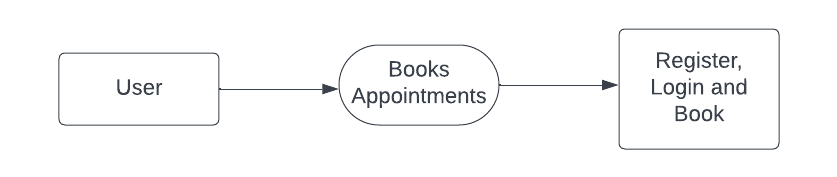 User
Books
Appointments
Register,
Login and
Book